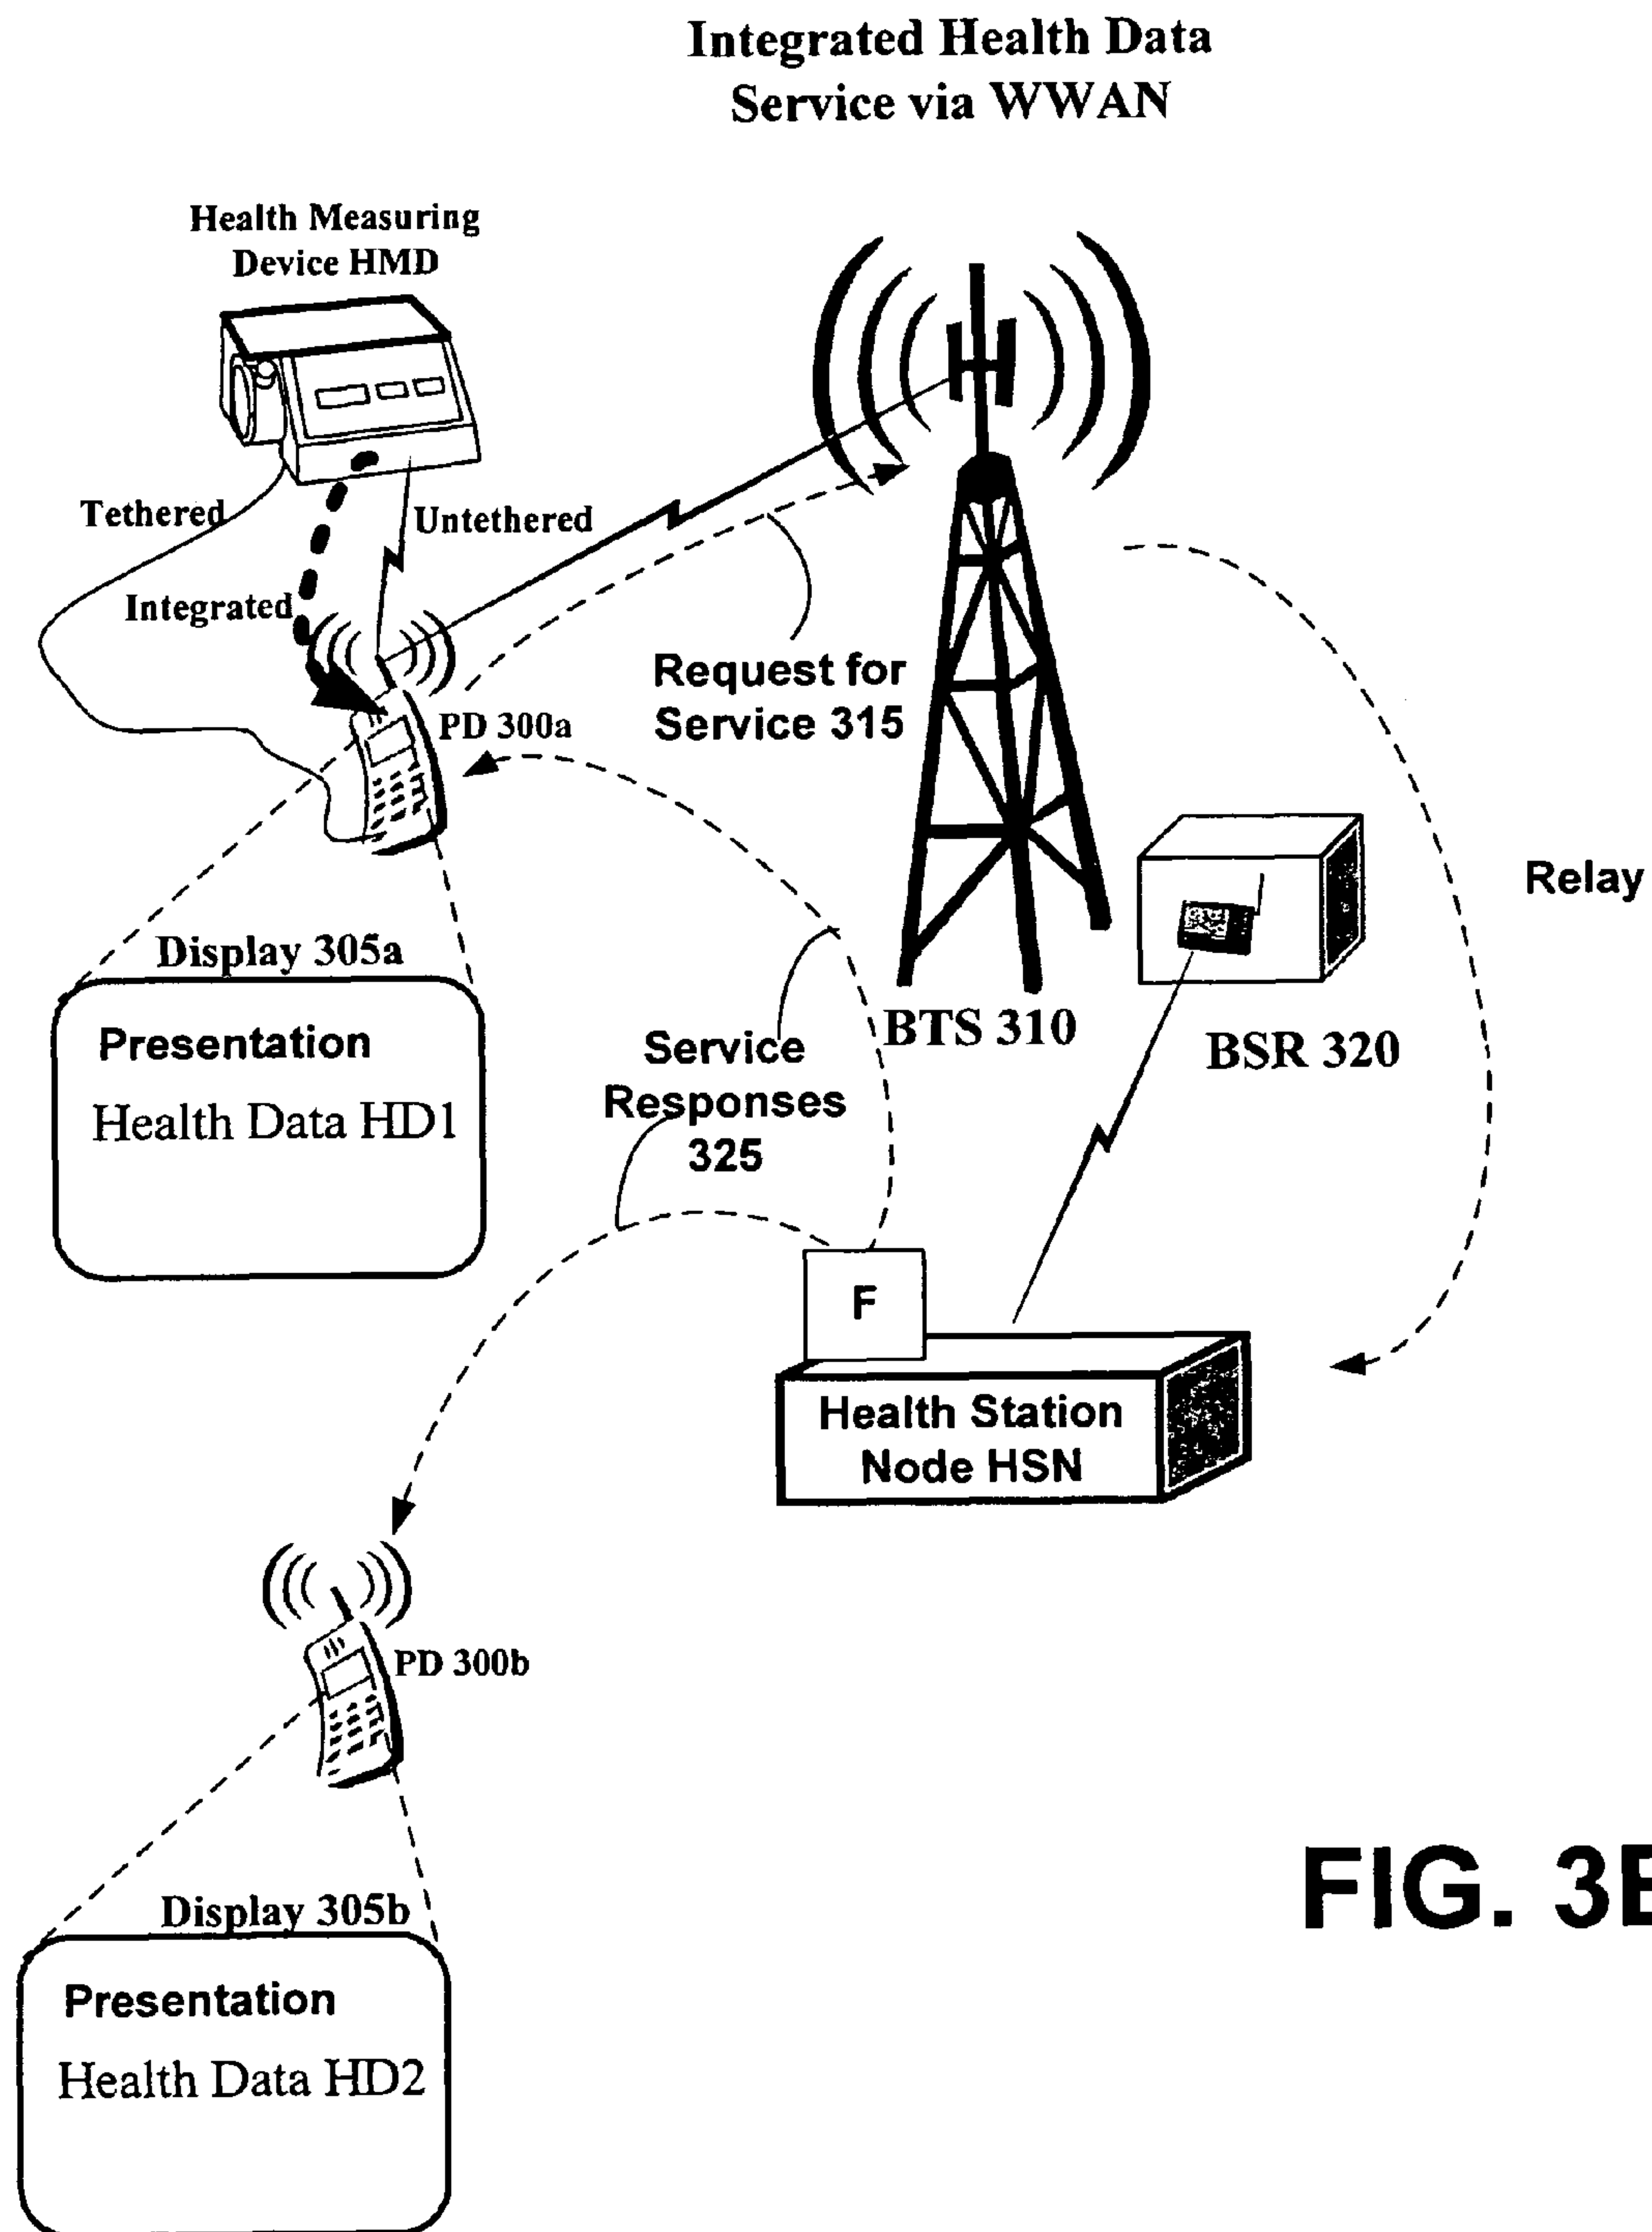 Integrated Health Data
Service via WWAN
Health Measuring
Device HMD
Tethered
Untethered
Integrated
PD 300a
Request for
Service 315
Relay
Display 305a
Presentation
Health Data HD1
Service
Responses
325
BTS 310
BSR 320
F
Health Station
Node HSN
PD 300b
Display 305b
Presentation
Health Data HD2
FIG. 3